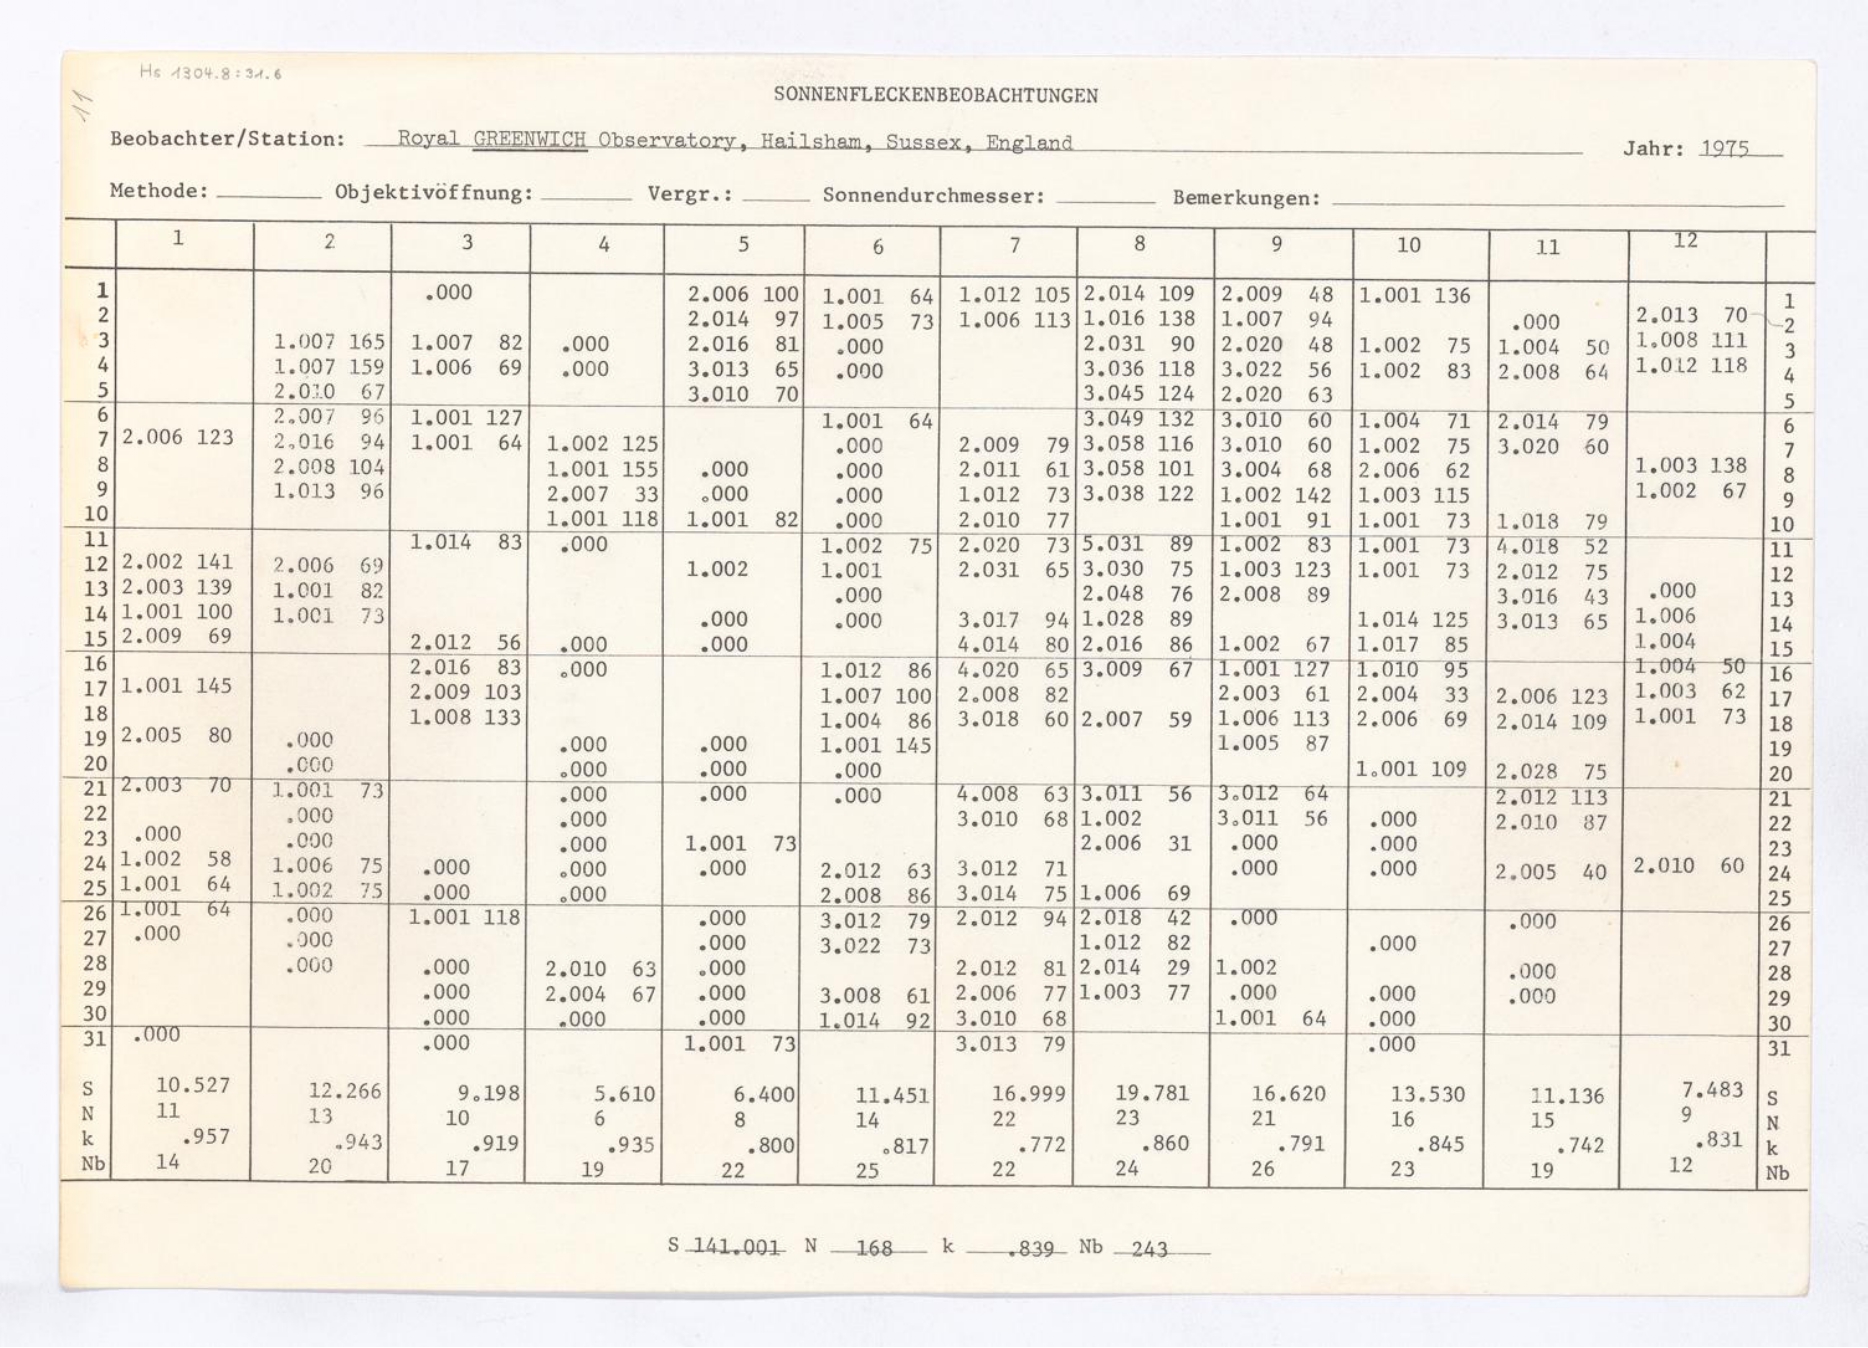 Hs 1304.8:31.6
11
SONNENFLECKENBEOBACHTUNGEN
Beobachter/Station: Royal GREENWICH Observatory, Hailsham, Sussex, England Jahr: 1975
Methode: Objektivöffnung: Vergr.: Sonnendurchmesser: Bemerkungen:
1 2 3 4 5 6 7 8 9 10 11 12
1 .000 2.006 100 1.001 64 1.012 105 2.014 109 2.009 48 1.001 136 1
2 2.014 97 1.005 73 1.006 113 1.016 138 1.007 94 .000 2.013 70 2
3 1.007 165 1.007 82 .000 2.016 81 .000 2.031 90 2.020 48 1.002 75 1.004 50 1.008 111 3
4 1.007 159 1.006 69 .000 3.013 65 .000 3.036 118 3.022 56 1.002 83 2.008 64 1.012 118 4
5 2.010 67 3.010 70 3.045 124 2.020 63 5
6 2.007 96 1.001 127 1.001 64 3.049 132 3.010 60 1.004 71 2.014 79 6
7 2.006 123 2.016 94 1.001 64 1.002 125 .000 2.009 79 3.058 116 3.010 60 1.002 75 3.020 60 7
8 2.008 104 1.001 155 .000 .000 2.011 61 3.058 101 3.004 68 2.006 62 1.003 138 8
9 1.013 96 2.007 33 .000 .000 1.012 73 3.038 122 1.002 142 1.003 115 1.002 67 9
10 1.001 118 1.001 82 .000 2.010 77 1.001 91 1.001 73 1.018 79 10
11 1.014 83 .000 1.002 75 2.020 73 5.031 89 1.002 83 1.001 73 4.018 52 11
12 2.002 141 2.006 69 1.002 1.001 2.031 65 3.030 75 1.003 123 1.001 73 2.012 75 12
13 2.003 139 1.001 82 .000 2.048 76 2.008 89 3.016 43 .000 13
14 1.001 100 1.001 73 .000 .000 3.017 94 1.028 89 1.014 125 3.013 65 1.006 14
15 2.009 69 2.012 56 .000 .000 4.014 80 2.016 86 1.002 67 1.017 85 1.004 15
16 2.016 83 .000 1.012 86 4.020 65 3.009 67 1.001 127 1.010 95 1.004 50 16
17 1.001 145 2.009 103 1.007 100 2.008 82 2.003 61 2.004 33 2.006 123 1.003 62 17
18 1.008 133 1.004 86 3.018 60 2.007 59 1.006 113 2.006 69 2.014 109 1.001 73 18
19 2.005 80 .000 .000 .000 1.001 145 1.005 87 19
20 .000 .000 .000 .000 1.001 109 2.028 75 20
21 2.003 70 1.001 73 .000 .000 .000 4.008 63 3.011 56 3.012 64 2.012 113 21
22 .000 .000 3.010 68 1.002 3.011 56 .000 2.010 87 22
23 .000 .000 .000 1.001 73 2.006 31 .000 .000 23
24 1.002 58 1.006 75 .000 .000 .000 2.012 63 3.012 71 .000 .000 2.005 40 2.010 60 24
25 1.001 64 1.002 75 .000 .000 2.008 86 3.014 75 1.006 69 25
26 1.001 64 .000 1.001 118 .000 3.012 79 2.012 94 2.018 42 .000 .000 26
27 .000 .000 .000 3.022 73 1.012 82 .000 27
28 .000 .000 2.010 63 .000 2.012 81 2.014 29 1.002 .000 28
29 .000 2.004 67 .000 3.008 61 2.006 77 1.003 77 .000 .000 .000 29
30 .000 .000 .000 1.014 92 3.010 68 1.001 64 .000 30
31 .000 .000 1.001 73 3.013 79 .000 31
S 10.527 12.266 9.198 5.610 6.400 11.451 16.999 19.781 16.620 13.530 11.136 7.483 S
N 11 13 10 6 8 14 22 23 21 16 15 9 N
k .957 .943 .919 .935 .800 .817 .772 .860 .791 .845 .742 .831 k
Nb 14 20 17 19 22 25 22 24 26 23 19 12 Nb
S 141.001 N 168 k .839 Nb 243